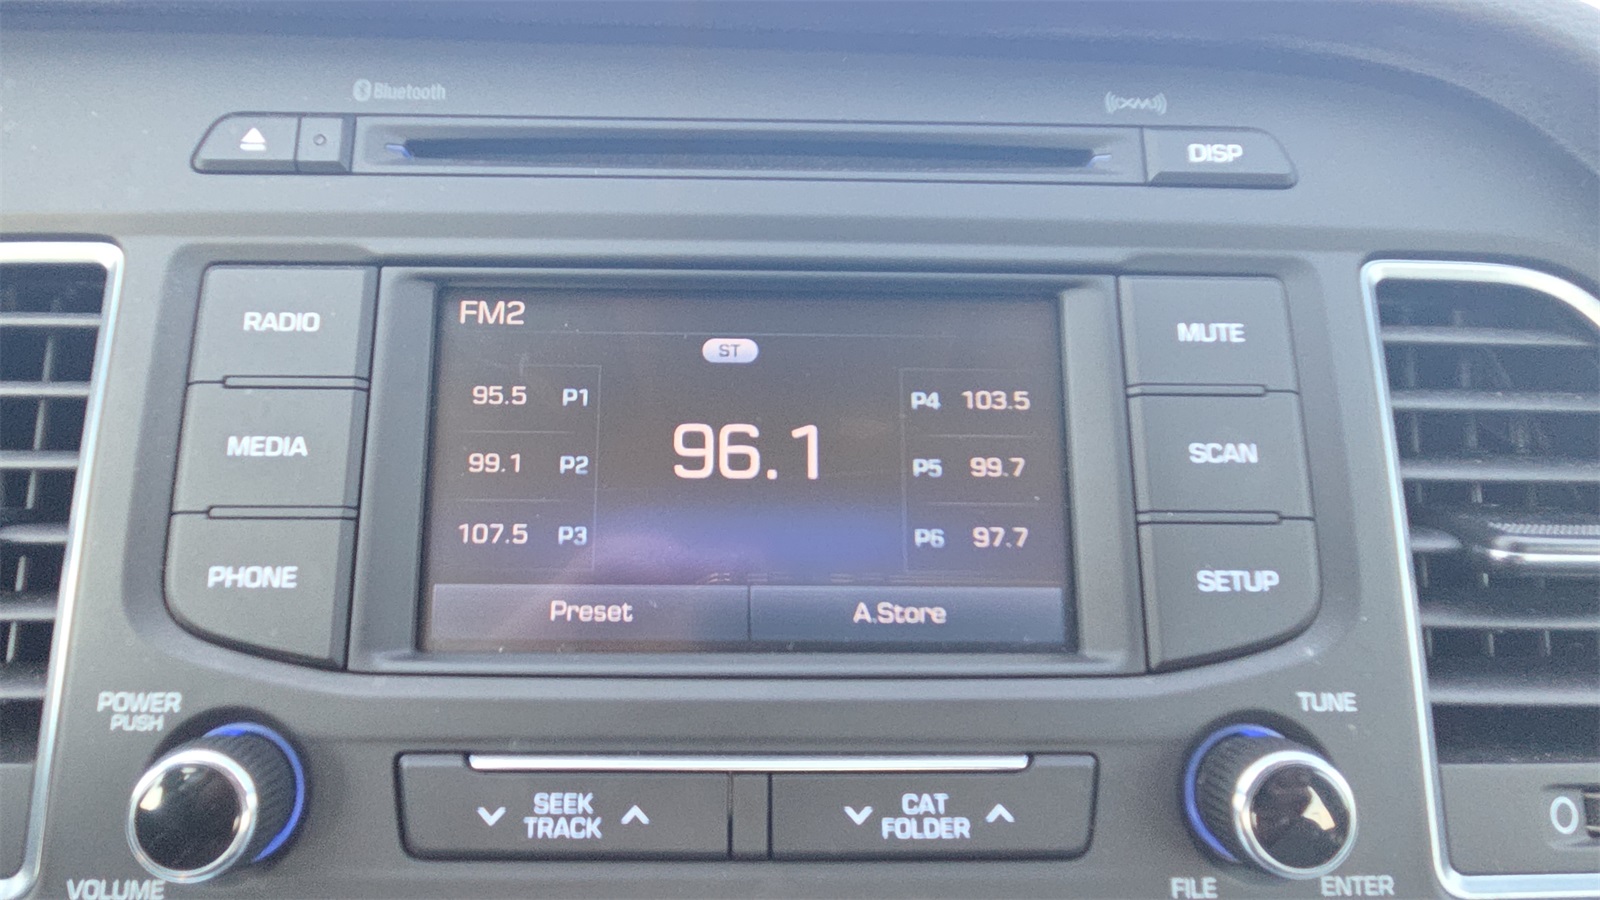 Bluetooth
XM
DISP
RADIO
MEDIA
PHONE
FM2
ST
95.5 P1
99.1 P2
107.5 P3
96.1
P4 103.5
P5 99.7
P6 97.7
Preset
A.Store
MUTE
SCAN
SETUP
POWER
PUSH
VOLUME
SEEK
TRACK
CAT
FOLDER
TUNE
FILE
ENTER
0